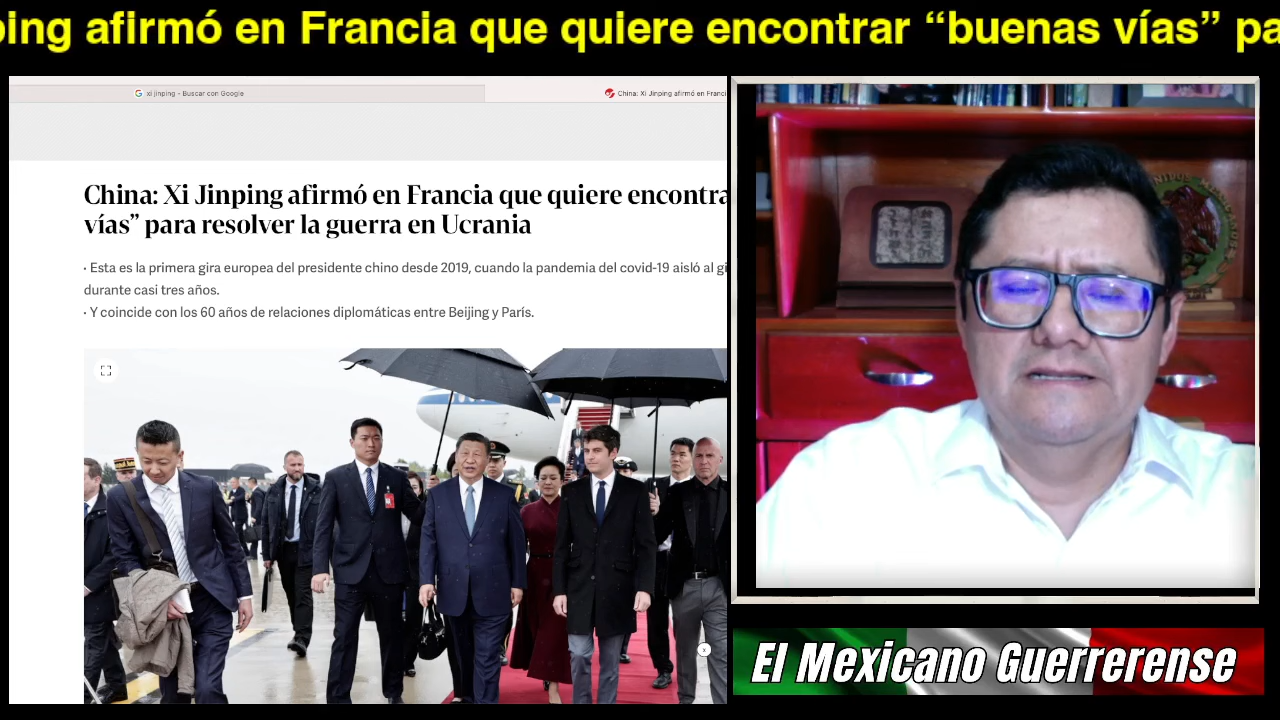 ping afirmó en Francia que quiere encontrar “buenas vías” pa
xi jinping - Buscar con Google
China: Xi Jinping afirmó en Franci
China: Xi Jinping afirmó en Francia que quiere encontra
vías” para resolver la guerra en Ucrania
· Esta es la primera gira europea del presidente chino desde 2019, cuando la pandemia del covid-19 aisló al gi
durante casi tres años.
· Y coincide con los 60 años de relaciones diplomáticas entre Beijing y París.
El Mexicano Guerrerense